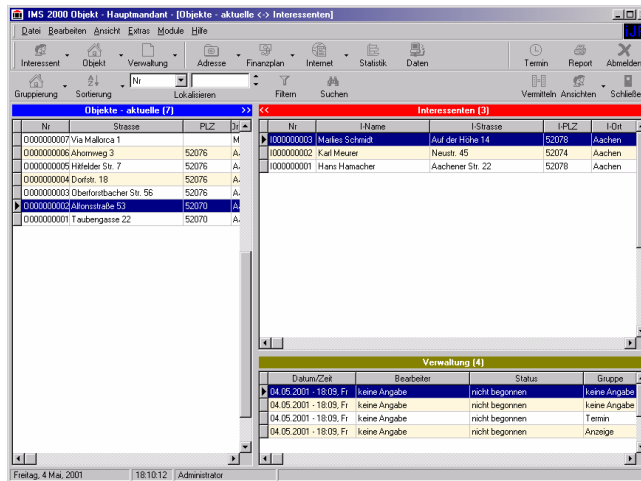 IMS 2000 Objekt - Hauptmandant - [Objekte - aktuelle <-> Interessenten]
Datei Bearbeiten Ansicht Extras Module Hilfe
Interessent Objekt Verwaltung Adresse Finanzplan Internet Statistik Daten Termin Report Abmelden
Nr
Gruppierung Sortierung Lokalisieren Filtern Suchen Vermitteln Ansichten Schließe
Objekte - aktuelle (7) >>
Nr Strasse PLZ
O000000007 Via Mallorca 1 M
O000000006 Ahornweg 3 52076 A
O000000005 Hitfelder Str. 7 52076 A
O000000004 Dorfstr. 18 52076 A
O000000003 Oberforstbacher Str. 56 52076 A
O000000002 Alfonsstraße 53 52070 A
O000000001 Taubengasse 22 52070 A
<< Interessenten (3)
Nr I-Name I-Strasse I-PLZ I-Ort
I000000003 Marlies Schmidt Auf der Höhe 14 52078 Aachen
I000000002 Karl Meurer Neustr. 45 52074 Aachen
I000000001 Hans Hamacher Aachener Str. 22 52078 Aachen
Verwaltung (4)
Datum/Zeit Bearbeiter Status Gruppe
04.05.2001 - 18:09, Fr keine Angabe nicht begonnen keine Angabe
04.05.2001 - 18:09, Fr keine Angabe nicht begonnen keine Angabe
04.05.2001 - 18:09, Fr keine Angabe nicht begonnen Termin
04.05.2001 - 18:09, Fr keine Angabe nicht begonnen Anzeige
Freitag, 4 Mai, 2001 18:10:12 Administrator